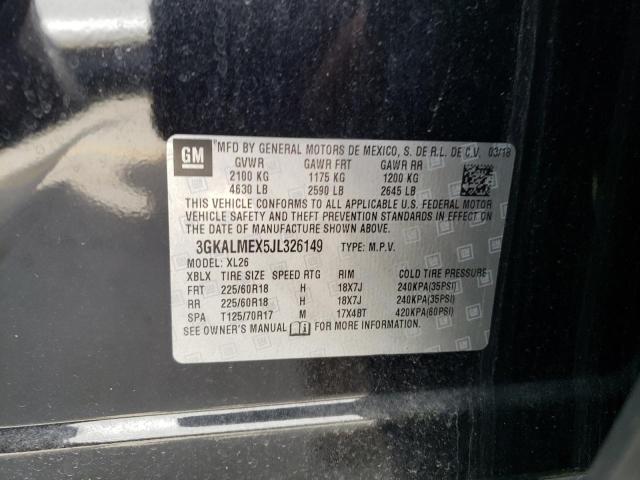 GM MFD BY GENERAL MOTORS DE MEXICO, S. DE R.L. DE C.V. 03/18
GVWR GAWR FRT GAWR RR
2100 KG 1175 KG 1200 KG
4630 LB 2590 LB 2645 LB
THIS VEHICLE CONFORMS TO ALL APPLICABLE U.S. FEDERAL MOTOR
VEHICLE SAFETY AND THEFT PREVENTION STANDARDS IN EFFECT ON
THE DATE OF MANUFACTURE SHOWN ABOVE.
3GKALMEX5JL326149 TYPE: M.P.V.
MODEL: XL26
XBLX TIRE SIZE SPEED RTG RIM COLD TIRE PRESSURE
FRT 225/60R18 H 18X7J 240KPA(35PSI)
RR 225/60R18 H 18X7J 240KPA(35PSI)
SPA T125/70R17 M 17X4BT 420KPA(60PSI)
SEE OWNER'S MANUAL FOR MORE INFORMATION.